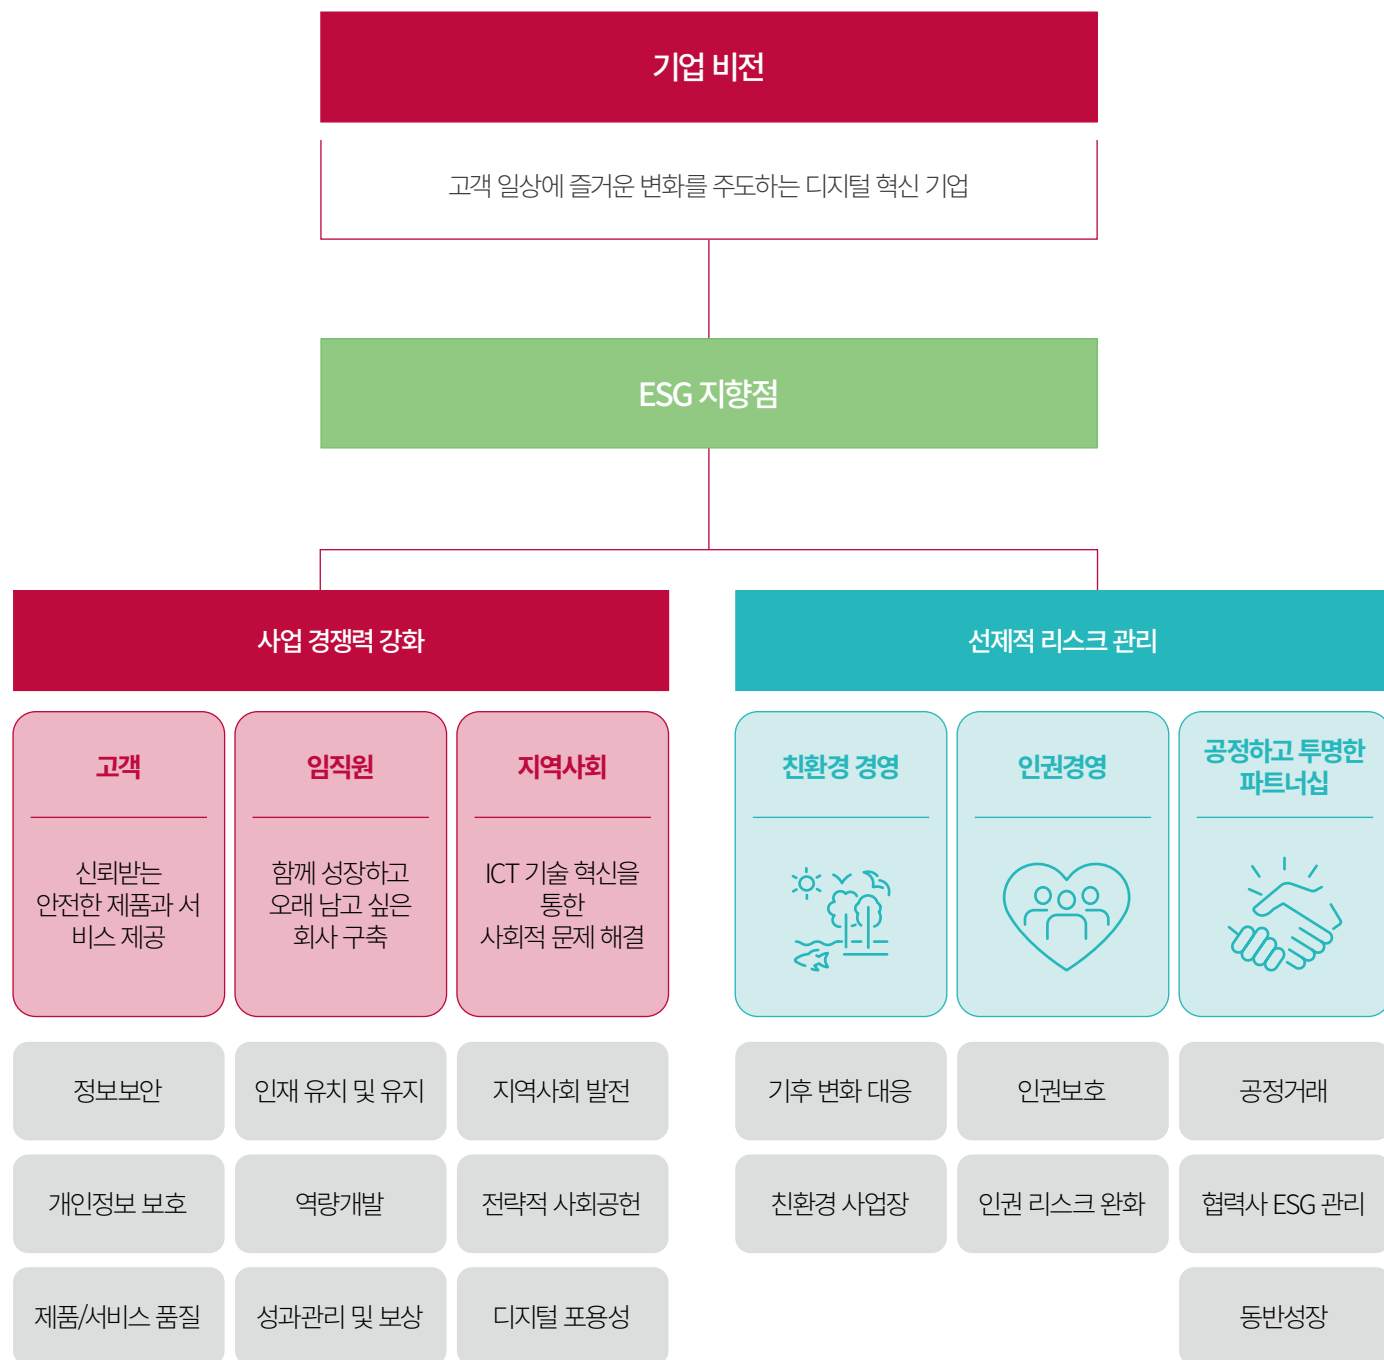 기업 비전
고객 일상에 즐거운 변화를 주도하는 디지털 혁신 기업
ESG 지향점
사업 경쟁력 강화
고객
신뢰받는
안전한 제품과 서
비스 제공
임직원
함께 성장하고
오래 남고 싶은
회사 구축
지역사회
ICT 기술 혁신을
통한
사회적 문제 해결
정보보안
인재 유치 및 유지
지역사회 발전
개인정보 보호
역량개발
전략적 사회공헌
제품/서비스 품질
성과관리 및 보상
디지털 포용성
선제적 리스크 관리
친환경 경영
인권경영
공정하고 투명한
파트너십
기후 변화 대응
인권보호
공정거래
친환경 사업장
인권 리스크 완화
협력사 ESG 관리
동반성장